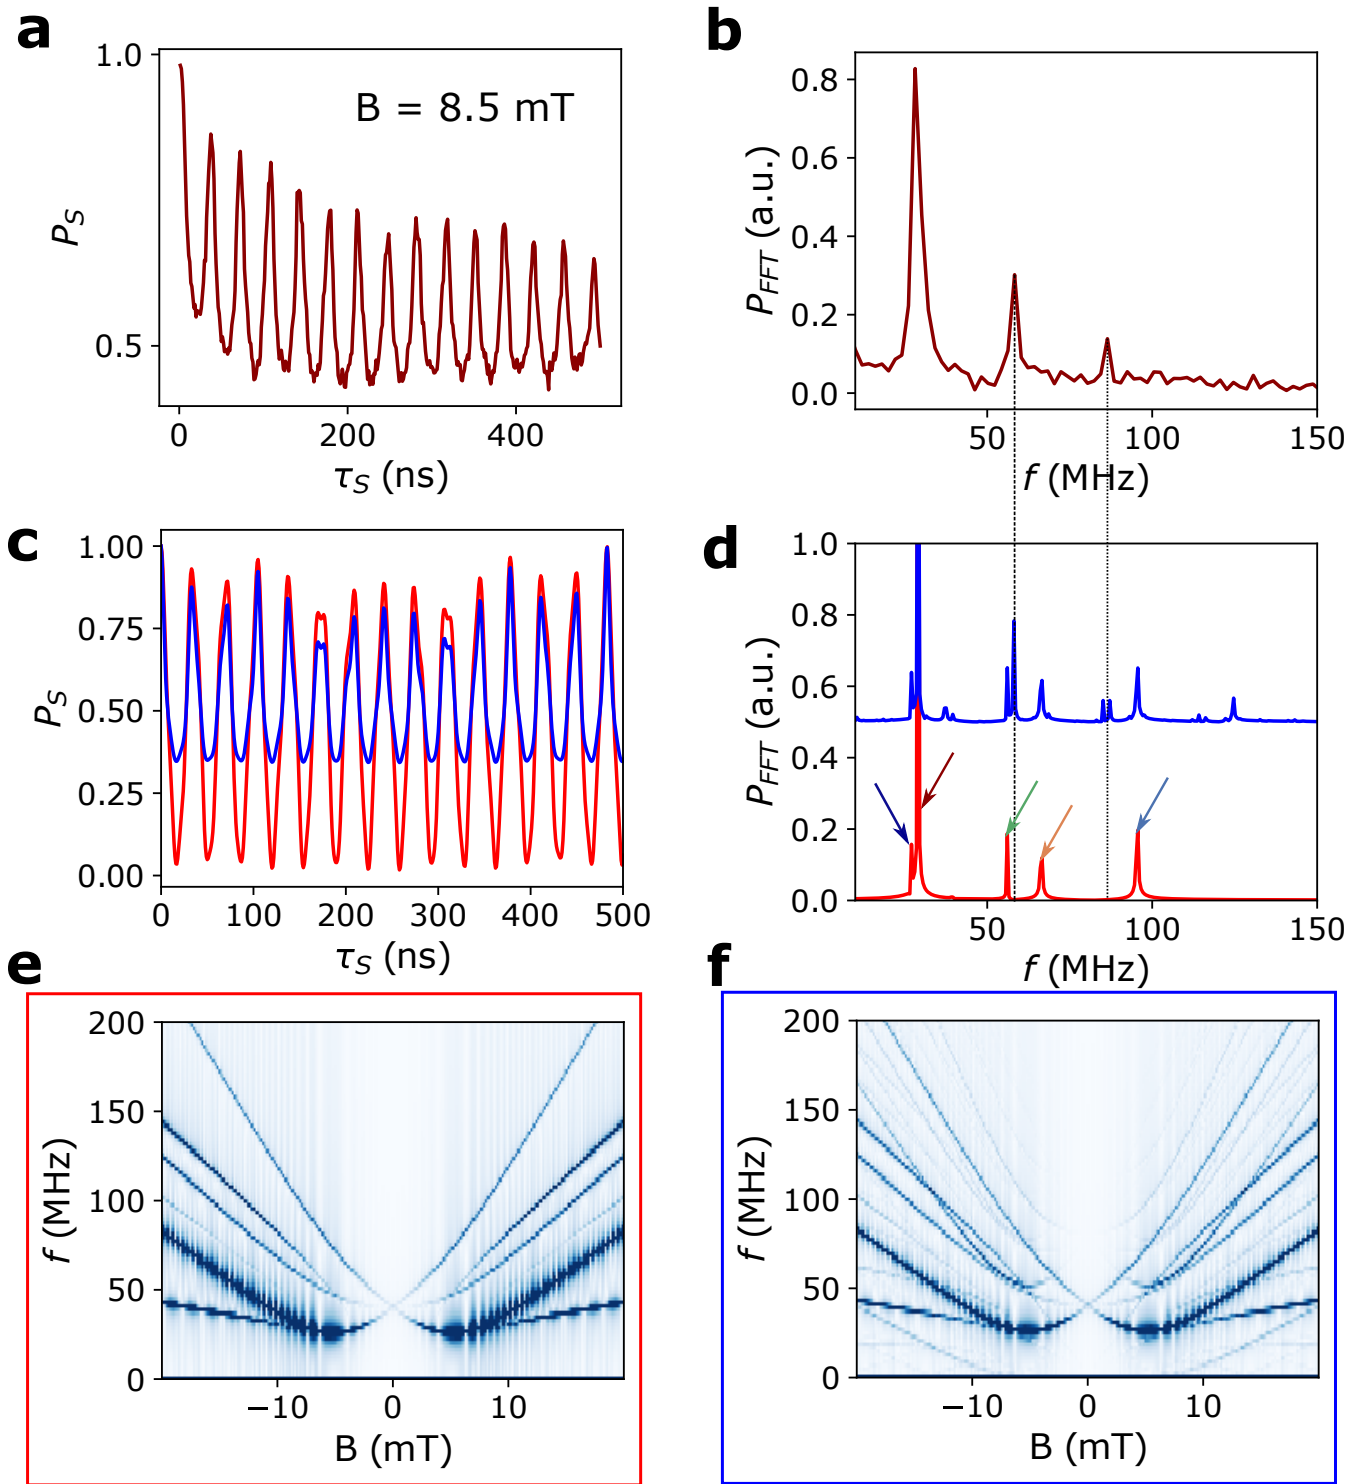 a
1.0
0.5
P_S
B = 8.5 mT
0 200 400
τ_S (ns)
b
0.8
0.6
0.4
0.2
0.0
P_FFT (a.u.)
50 100 150
f (MHz)
c
1.00
0.75
0.50
0.25
0.00
P_S
0 100 200 300 400 500
τ_S (ns)
d
1.0
0.8
0.6
0.4
0.2
0.0
P_FFT (a.u.)
50 100 150
f (MHz)
e
200
150
100
50
0
f (MHz)
−10 0 10
B (mT)
f
200
150
100
50
0
f (MHz)
−10 0 10
B (mT)